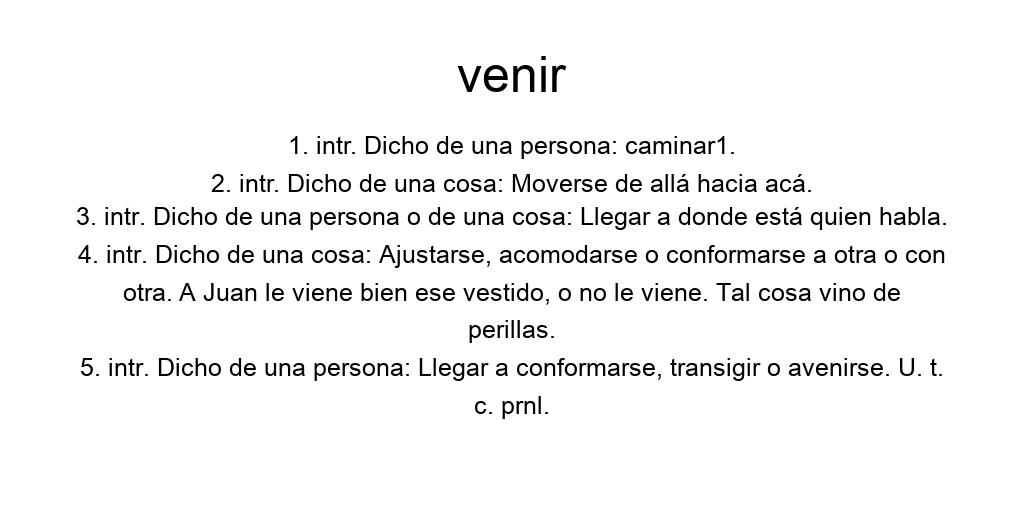 venir
1. intr. Dicho de una persona: caminar1.
2. intr. Dicho de una cosa: Moverse de allá hacia acá.
3. intr. Dicho de una persona o de una cosa: Llegar a donde está quien habla.
4. intr. Dicho de una cosa: Ajustarse, acomodarse o conformarse a otra o con
otra. A Juan le viene bien ese vestido, o no le viene. Tal cosa vino de
perillas.
5. intr. Dicho de una persona: Llegar a conformarse, transigir o avenirse. U. t.
c. prnl.